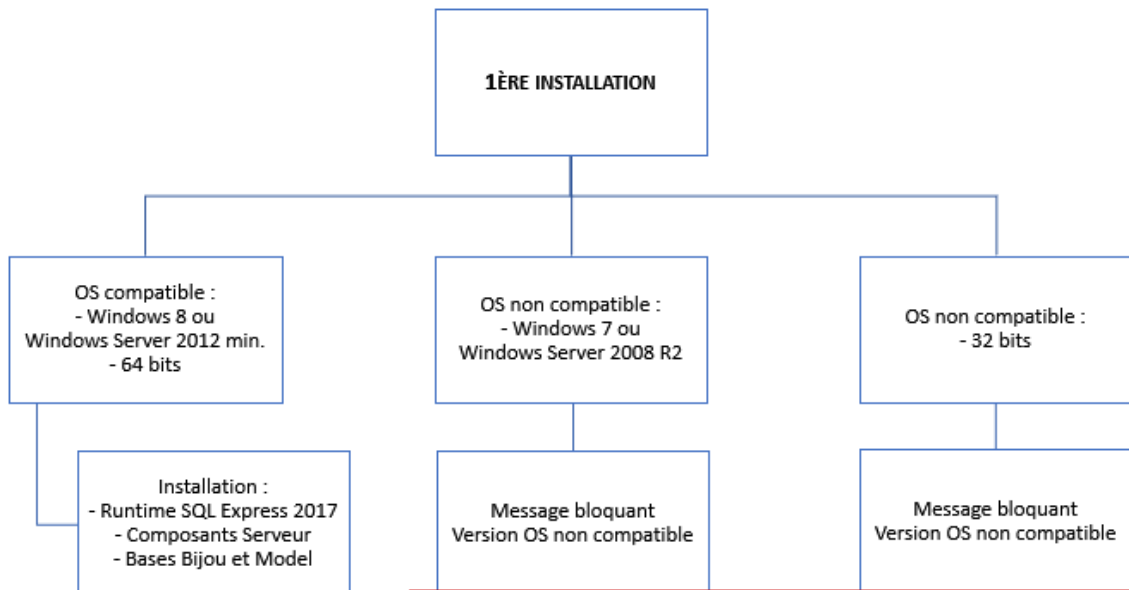 1ÈRE INSTALLATION
OS compatible :
- Windows 8 ou
Windows Server 2012 min.
- 64 bits
OS non compatible :
- Windows 7 ou
Windows Server 2008 R2
OS non compatible :
- 32 bits
Installation :
- Runtime SQL Express 2017
- Composants Serveur
- Bases Bijou et Model
Message bloquant
Version OS non compatible
Message bloquant
Version OS non compatible